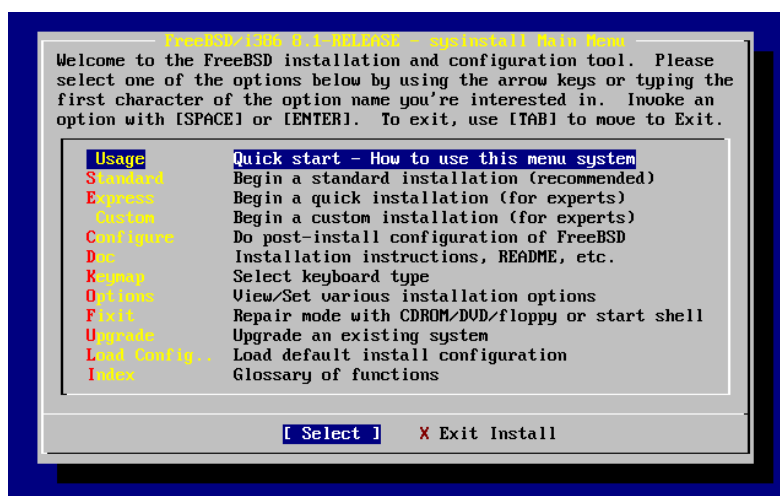 FreeBSD/i386 8.1-RELEASE - sysinstall Main Menu
Welcome to the FreeBSD installation and configuration tool.  Please
select one of the options below by using the arrow keys or typing the
first character of the option name you're interested in.  Invoke an
option with [SPACE] or [ENTER].  To exit, use [TAB] to move to Exit.
Usage Quick start - How to use this menu system
Standard Begin a standard installation (recommended)
Express Begin a quick installation (for experts)
Custom Begin a custom installation (for experts)
Configure Do post-install configuration of FreeBSD
Doc Installation instructions, README, etc.
Keymap Select keyboard type
Options View/Set various installation options
Fixit Repair mode with CDROM/DVD/floppy or start shell
Upgrade Upgrade an existing system
Load Config.. Load default install configuration
Index Glossary of functions
[ Select ] X Exit Install